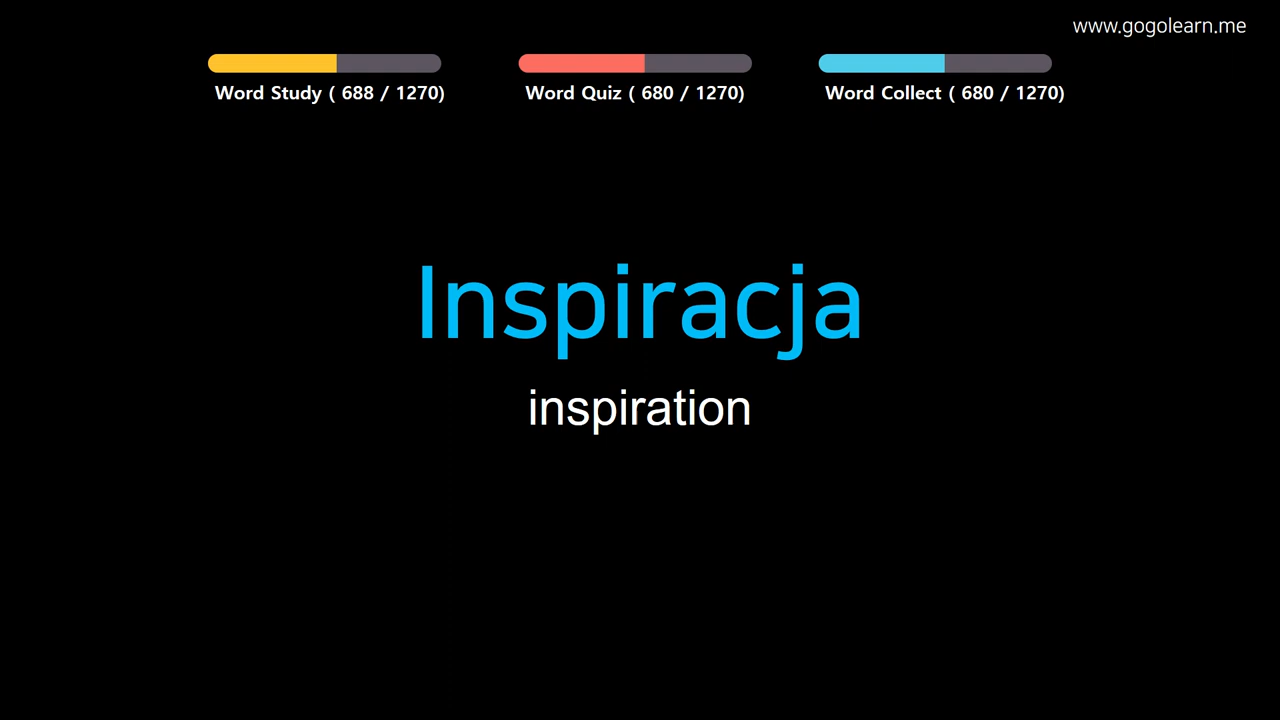 www.gogolearn.me
Word Study ( 688 / 1270)
Word Quiz ( 680 / 1270)
Word Collect ( 680 / 1270)
Inspiracja
inspiration